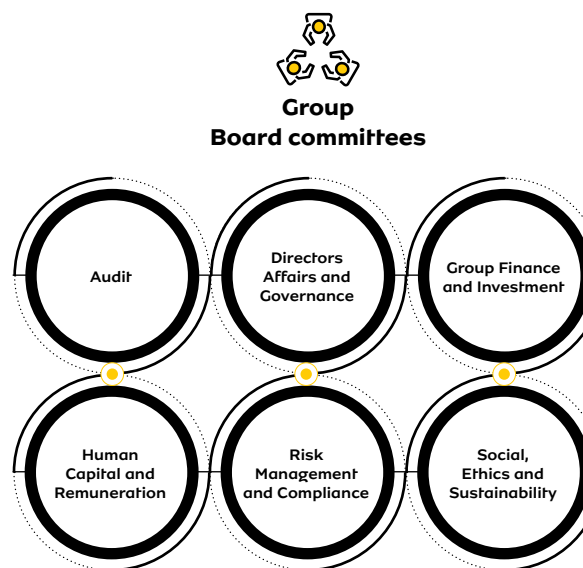 Group
Board committees
Audit
Directors
Affairs and
Governance
Group Finance
and Investment
Human
Capital and
Remuneration
Risk
Management
and Compliance
Social,
Ethics and
Sustainability